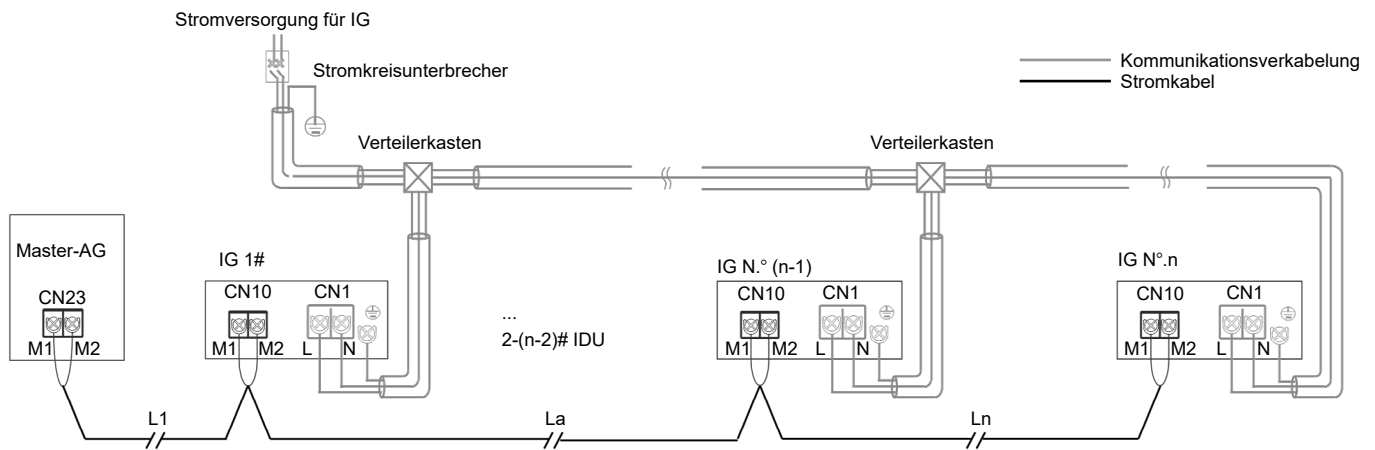 Stromversorgung für IG
Stromkreisunterbrecher
Kommunikationsverkabelung
Stromkabel
Verteilerkasten
Verteilerkasten
Master-AG
CN23
M1 M2
IG 1#
CN10 CN1
M1 M2 L N
...
2-(n-2)# IDU
IG N.° (n-1)
CN10 CN1
M1 M2 L N
IG N°.n
CN10 CN1
M1 M2 L N
L1
La
Ln